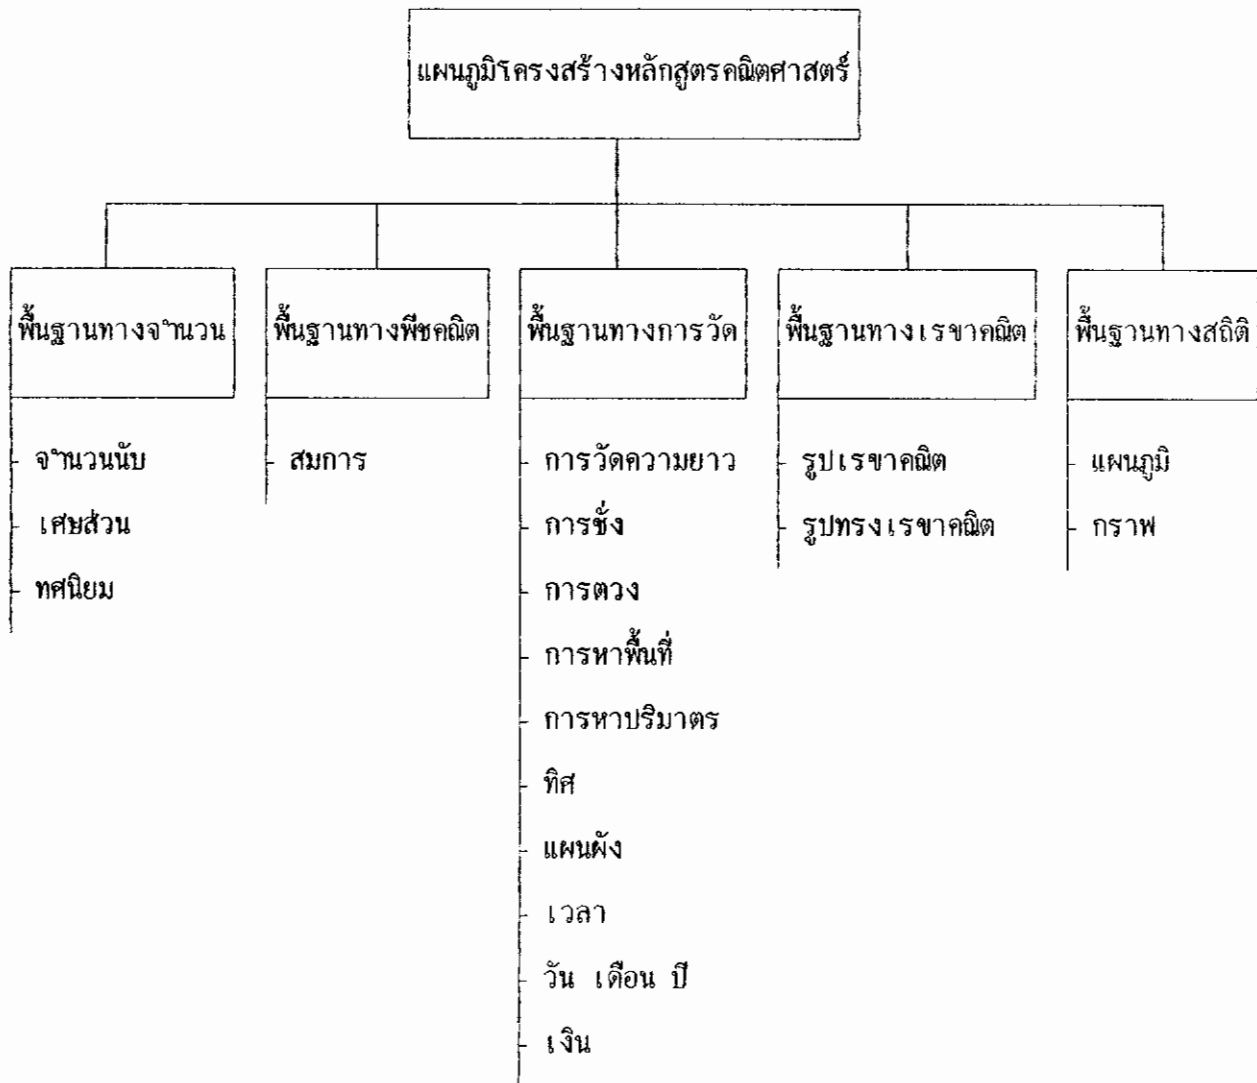 แผนภูมิโครงสร้างหลักสูตรคณิตศาสตร์
พื้นฐานทางจำนวน
จำนวนนับ
เศษส่วน
ทศนิยม
พื้นฐานทางพีชคณิต
สมการ
พื้นฐานทางการวัด
การวัดความยาว
การชั่ง
การตวง
การหาพื้นที่
การหาปริมาตร
ทิศ
แผนผัง
เวลา
วัน เดือน ปี
เงิน
พื้นฐานทางเรขาคณิต
รูปเรขาคณิต
รูปทรงเรขาคณิต
พื้นฐานทางสถิติ
แผนภูมิ
กราฟ